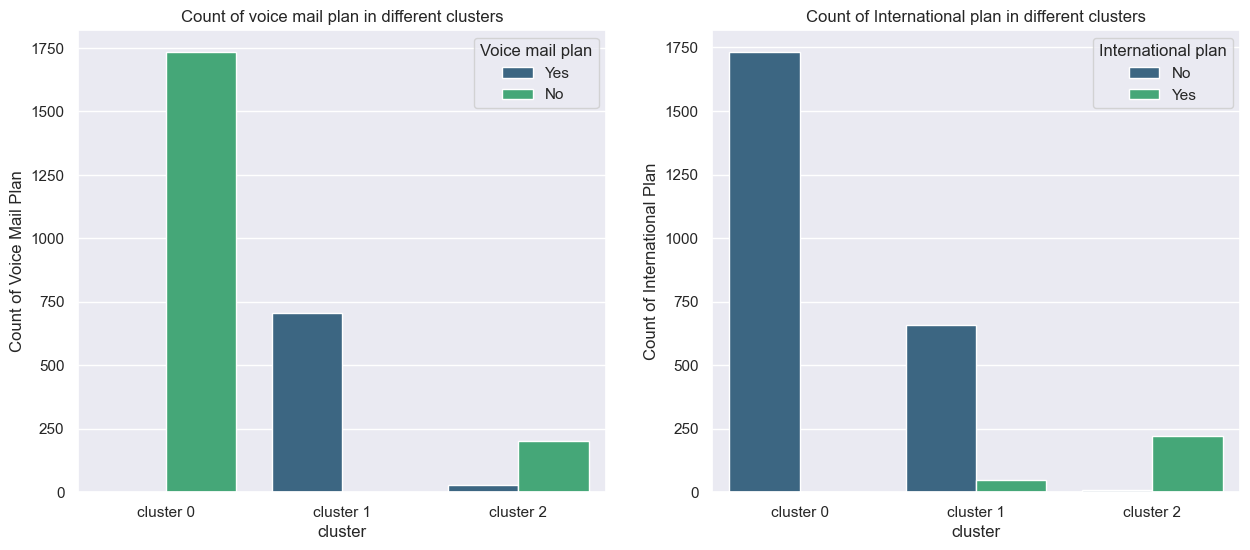 Count of voice mail plan in different clusters
Voice mail plan
Yes
No
1750
1500
1250
1000
750
500
250
0
Count of Voice Mail Plan
cluster 0
cluster 1
cluster 2
cluster
Count of International plan in different clusters
International plan
No
Yes
1750
1500
1250
1000
750
500
250
0
Count of International Plan
cluster 0
cluster 1
cluster 2
cluster